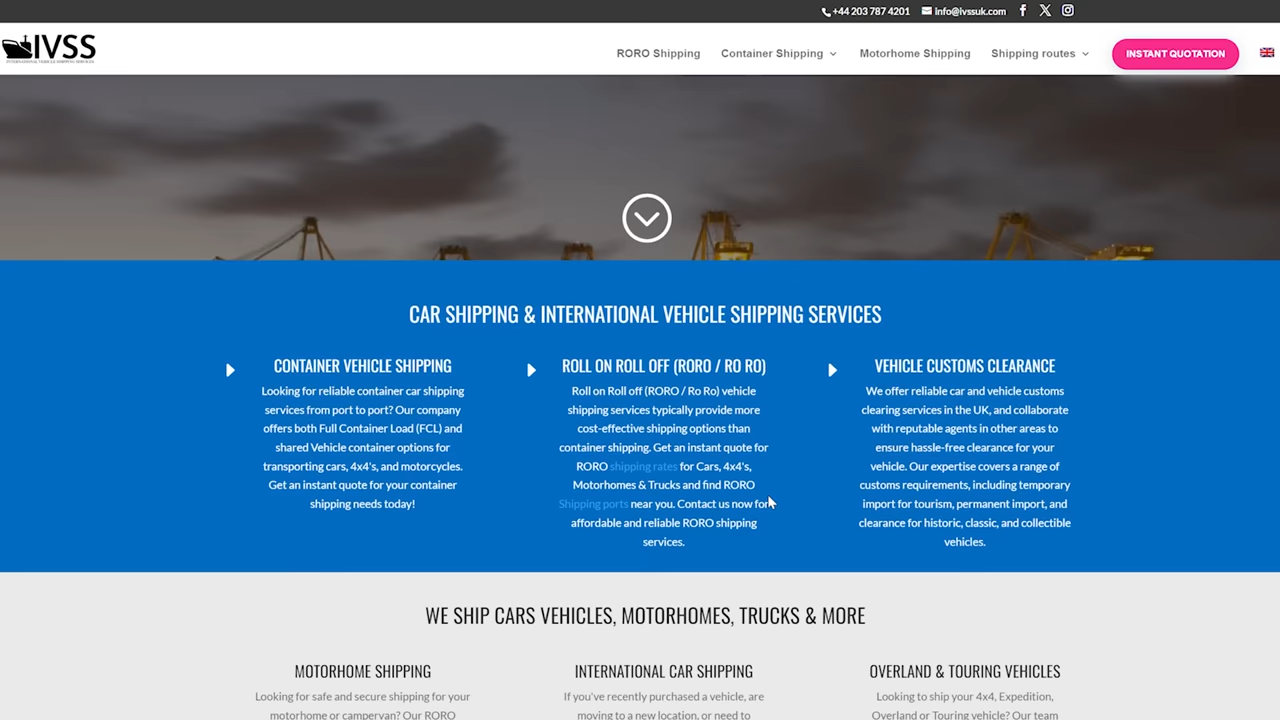 +44 203 787 4201 info@ivssuk.com
IVSS
INTERNATIONAL VEHICLE SHIPPING SERVICES
RORO Shipping Container Shipping Motorhome Shipping Shipping routes INSTANT QUOTATION
CAR SHIPPING & INTERNATIONAL VEHICLE SHIPPING SERVICES
CONTAINER VEHICLE SHIPPING
Looking for reliable container car shipping
services from port to port? Our company
offers both Full Container Load (FCL) and
shared Vehicle container options for
transporting cars, 4x4's, and motorcycles.
Get an instant quote for your container
shipping needs today!
ROLL ON ROLL OFF (RORO / RO RO)
Roll on Roll off (RORO / Ro Ro) vehicle
shipping services typically provide more
cost-effective shipping options than
container shipping. Get an instant quote for
RORO shipping rates for Cars, 4x4's,
Motorhomes & Trucks and find RORO
Shipping ports near you. Contact us now for
affordable and reliable RORO shipping
services.
VEHICLE CUSTOMS CLEARANCE
We offer reliable car and vehicle customs
clearing services in the UK, and collaborate
with reputable agents in other areas to
ensure hassle-free clearance for your
vehicle. Our expertise covers a range of
customs requirements, including temporary
import for tourism, permanent import, and
clearance for historic, classic, and collectible
vehicles.
WE SHIP CARS VEHICLES, MOTORHOMES, TRUCKS & MORE
MOTORHOME SHIPPING
Looking for safe and secure shipping for your
motorhome or campervan? Our RORO
INTERNATIONAL CAR SHIPPING
If you've recently purchased a vehicle, are
moving to a new location, or need to
OVERLAND & TOURING VEHICLES
Looking to ship your 4x4, Expedition,
Overland or Touring vehicle? Our team